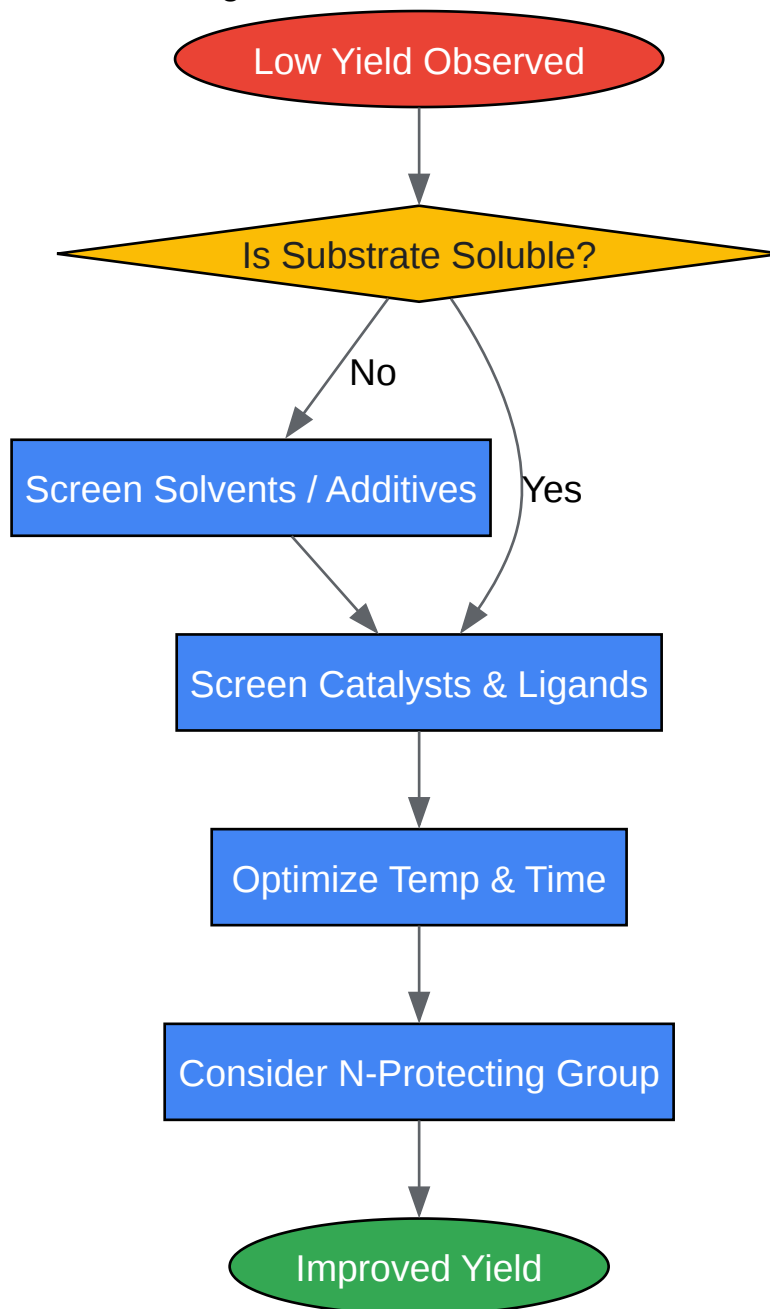 Low Yield Observed
Is Substrate Soluble?
No
Screen Solvents / Additives
Yes
Screen Catalysts & Ligands
Optimize Temp & Time
Consider N-Protecting Group
Improved Yield